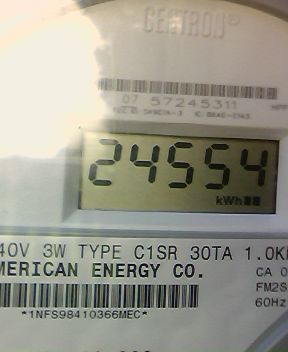 CENTRON®
07 57245311
24554
kWh
40V 3W TYPE C1SR 30TA 1.0K
MERICAN ENERGY CO.
CA 0
FM2S
60Hz
*1NFS98410366MEC*